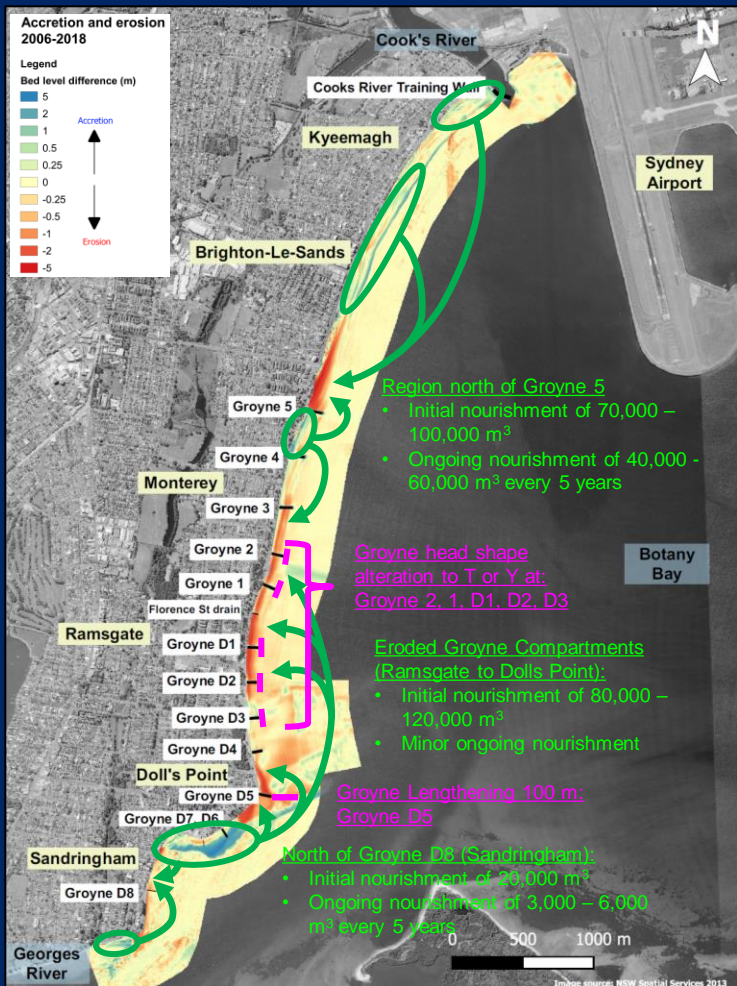 Accretion and erosion
2006-2018
Legend
Bed level difference (m)
5
2
1
0.5
0.25
0
-0.25
-0.5
-1
-2
-5
Accretion
Erosion
Cook's River
N
Cooks River Training Wall
Kyeemagh
Sydney
Airport
Brighton-Le-Sands
Region north of Groyne 5
• Initial nourishment of 70,000 –
100,000 m³
• Ongoing nourishment of 40,000 -
60,000 m³ every 5 years
Groyne 5
Groyne 4
Monterey
Groyne 3
Groyne 2
Groyne 1
Groyne head shape
alteration to T or Y at:
Groyne 2, 1, D1, D2, D3
Botany
Bay
Florence St drain
Ramsgate
Groyne D1
Groyne D2
Groyne D3
Groyne D4
Eroded Groyne Compartments
(Ramsgate to Dolls Point):
• Initial nourishment of 80,000 –
120,000 m³
• Minor ongoing nourishment
Doll's Point
Groyne D5
Groyne Lengthening 100 m:
Groyne D5
Groyne D7, D6
Sandringham
Groyne D8
North of Groyne D8 (Sandringham):
• Initial nourishment of 20,000 m³
• Ongoing nourishment of 3,000 – 6,000
m³ every 5 years
Georges
River
0 500 1000 m
Image source: NSW Spatial Services 2013